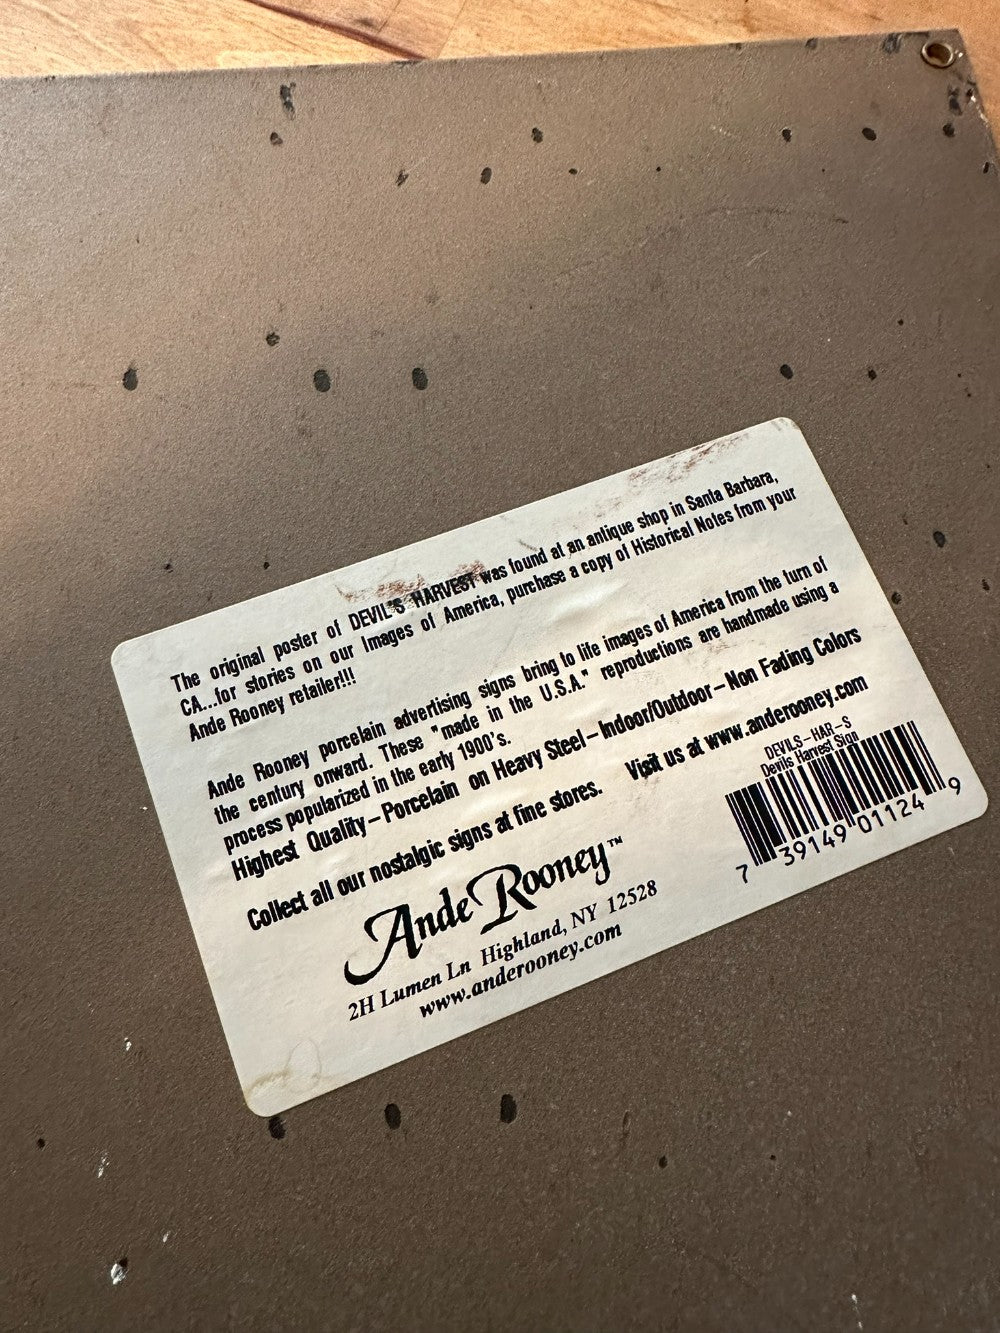 The original poster of DEVIL'S HARVEST was found at an antique shop in Santa Barbara,
CA...for stories on our Images of America, purchase a copy of Historical Notes from your
Ande Rooney retailer!!!
Ande Rooney porcelain advertising signs bring to life images of America from the turn of
the century onward. These "made in the U.S.A." reproductions are handmade using a
process popularized in the early 1900's.
Highest Quality–Porcelain on Heavy Steel–Indoor/Outdoor–Non Fading Colors
Collect all our nostalgic signs at fine stores. Visit us at www.anderooney.com
DEVILS-HAR-S
Devils Harvest Sign
7 39149 01124 9
Ande Rooney™
2H Lumen Ln Highland, NY 12528
www.anderooney.com